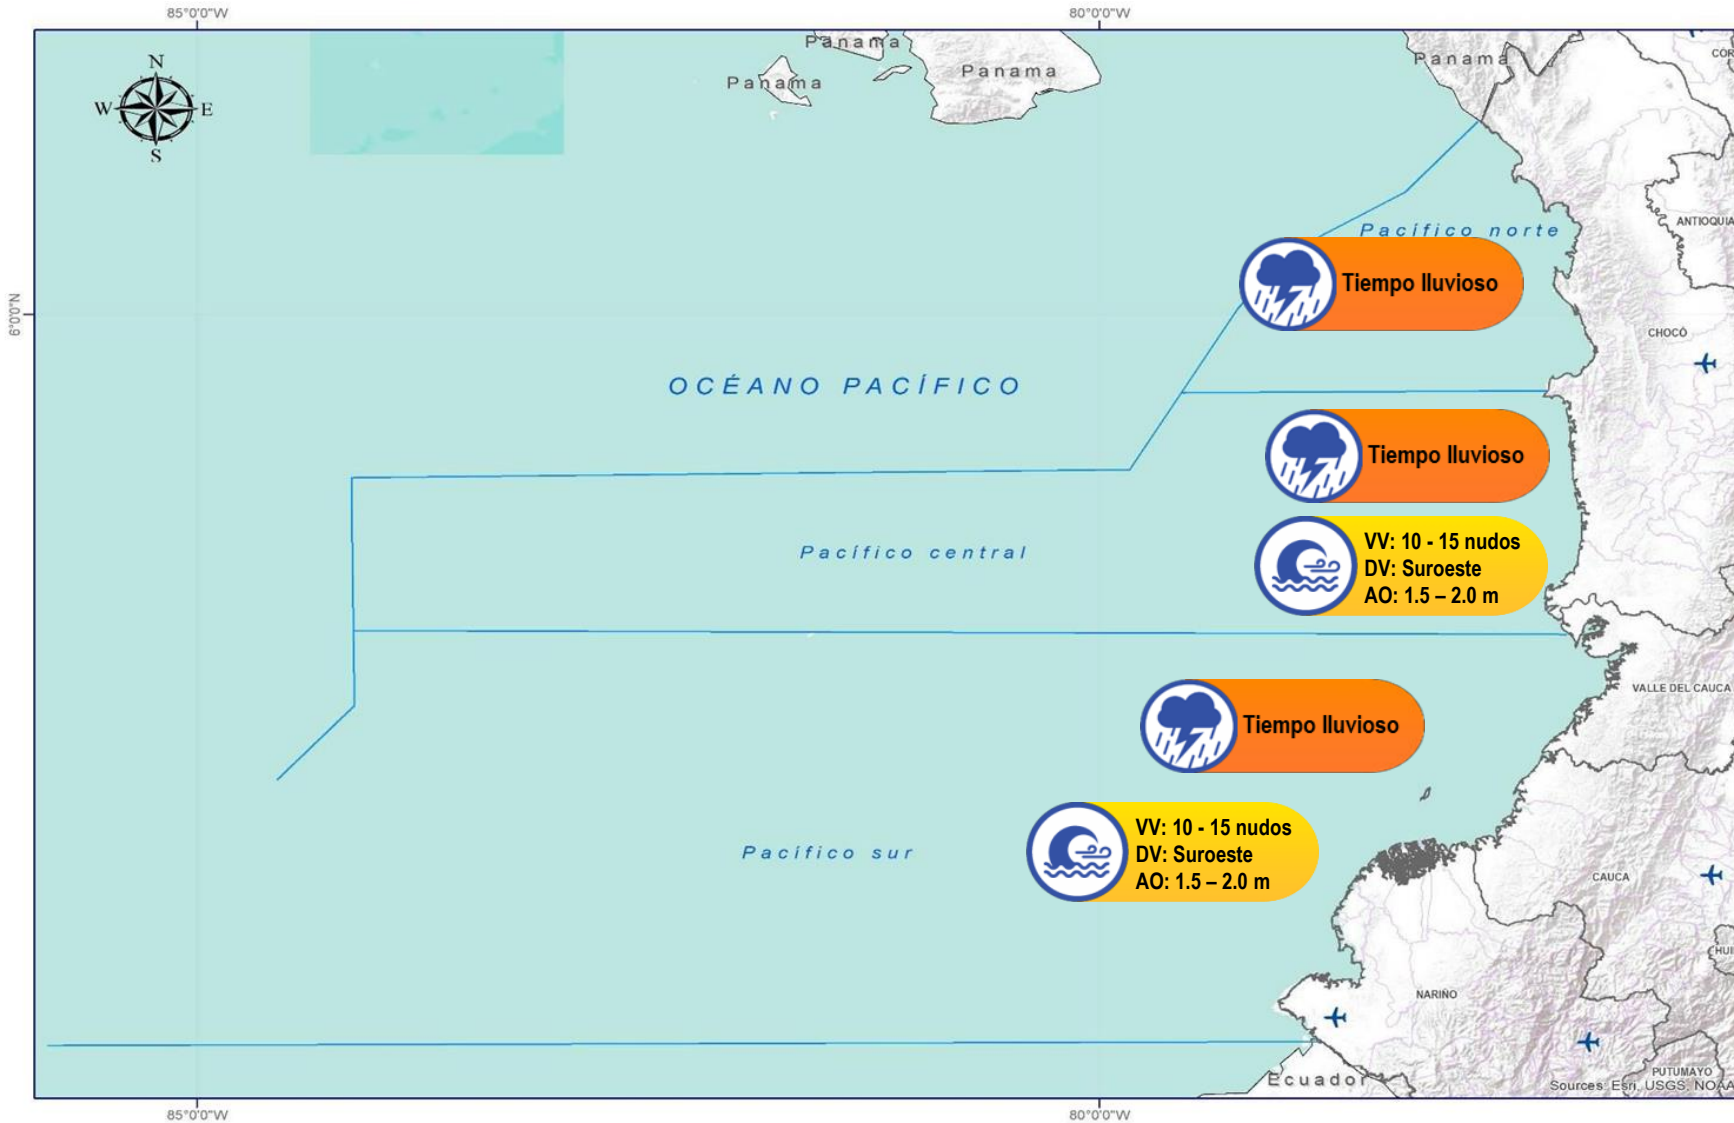 85°0'0"W
80°0'0"W
Panama
Panama
Panama
Panama
N
W
E
S
ANTIOQUIA
Pacífico norte
Tiempo lluvioso
6°0'0"N
CHOCÓ
OCÉANO PACÍFICO
Tiempo lluvioso
Pacífico central
VV: 10 - 15 nudos
DV: Suroeste
AO: 1.5 – 2.0 m
VALLE DEL CAUCA
Tiempo lluvioso
Pacífico sur
VV: 10 - 15 nudos
DV: Suroeste
AO: 1.5 – 2.0 m
CAUCA
HUI
NARIÑO
PUTUMAYO
Ecuador
Sources: Esri, USGS, NOAA
85°0'0"W
80°0'0"W